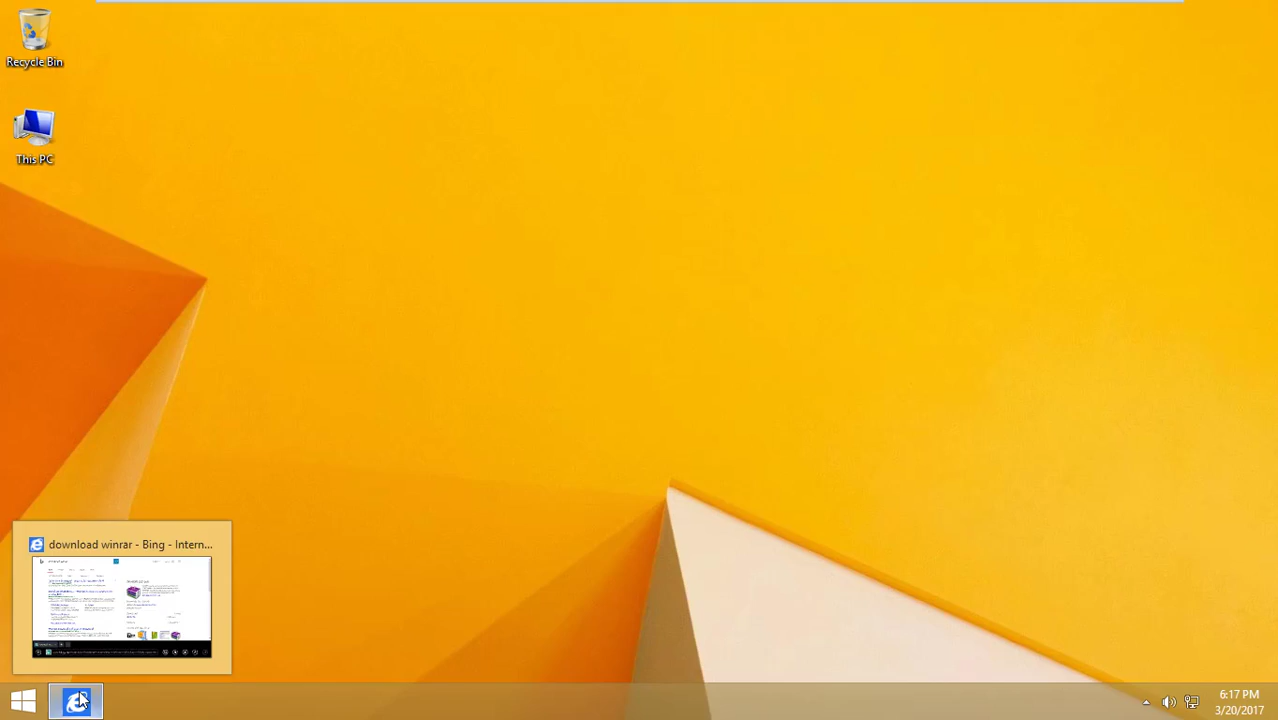 Recycle Bin
This PC
download winrar - Bing - Intern...
6:17 PM
3/20/2017